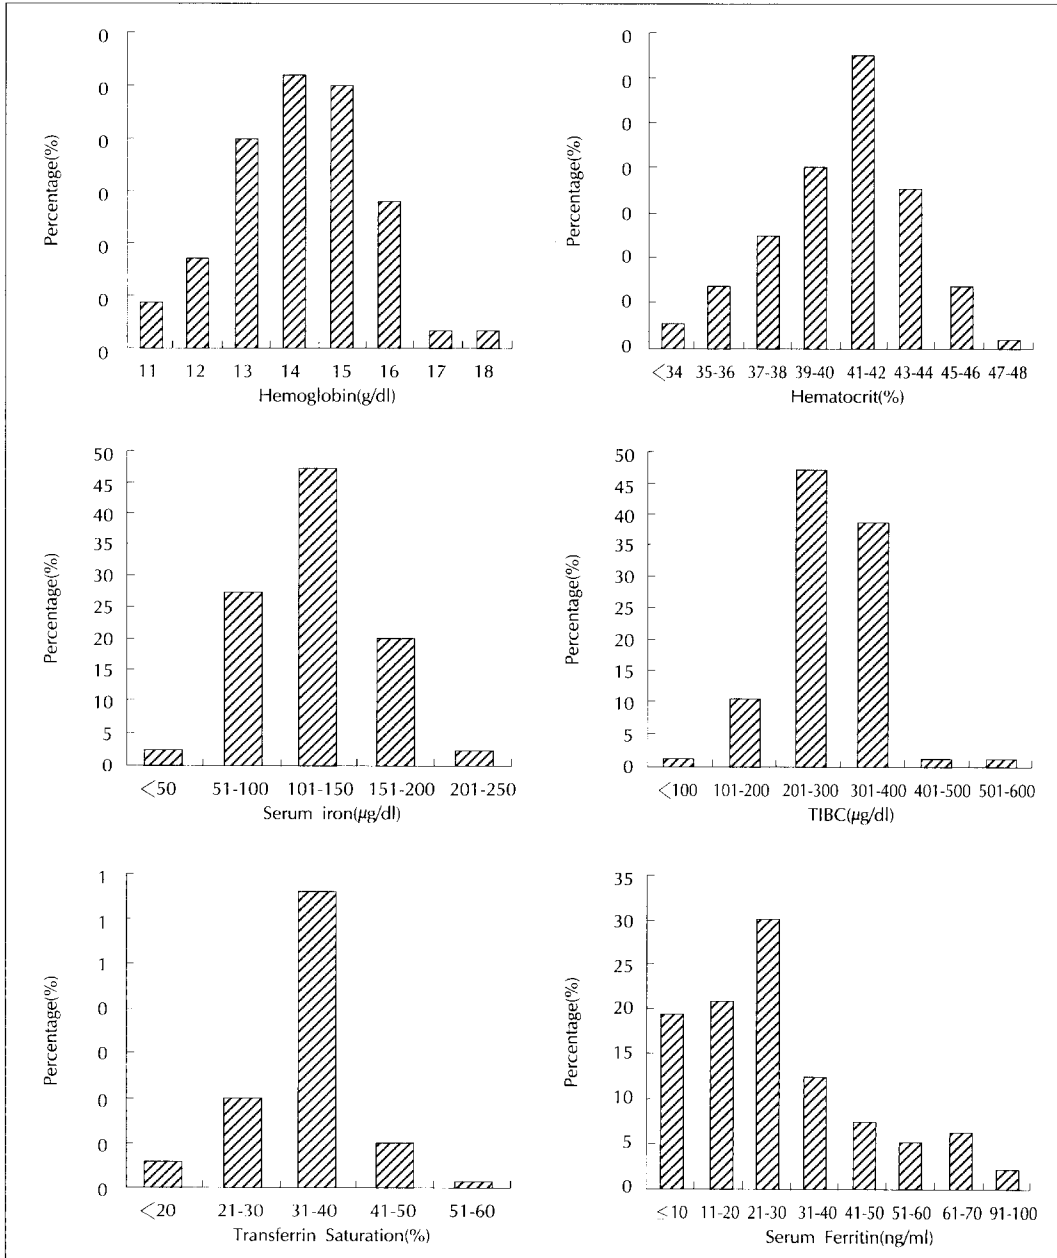 0
0
0
0
0
0
0
Percentage(%)
11 12 13 14 15 16 17 18
Hemoglobin(g/dl)
0
0
0
0
0
0
0
0
Percentage(%)
<34 35-36 37-38 39-40 41-42 43-44 45-46 47-48
Hematocrit(%)
50
45
40
35
30
25
20
15
10
5
0
Percentage(%)
<50 51-100 101-150 151-200 201-250
Serum iron(μg/dl)
50
45
40
35
30
25
20
15
10
5
0
Percentage(%)
<100 101-200 201-300 301-400 401-500 501-600
TIBC(μg/dl)
1
1
1
0
0
0
0
0
Percentage(%)
<20 21-30 31-40 41-50 51-60
Transferrin Saturation(%)
35
30
25
20
15
10
5
0
Percentage(%)
≤10 11-20 21-30 31-40 41-50 51-60 61-70 91-100
Serum Ferritin(ng/ml)